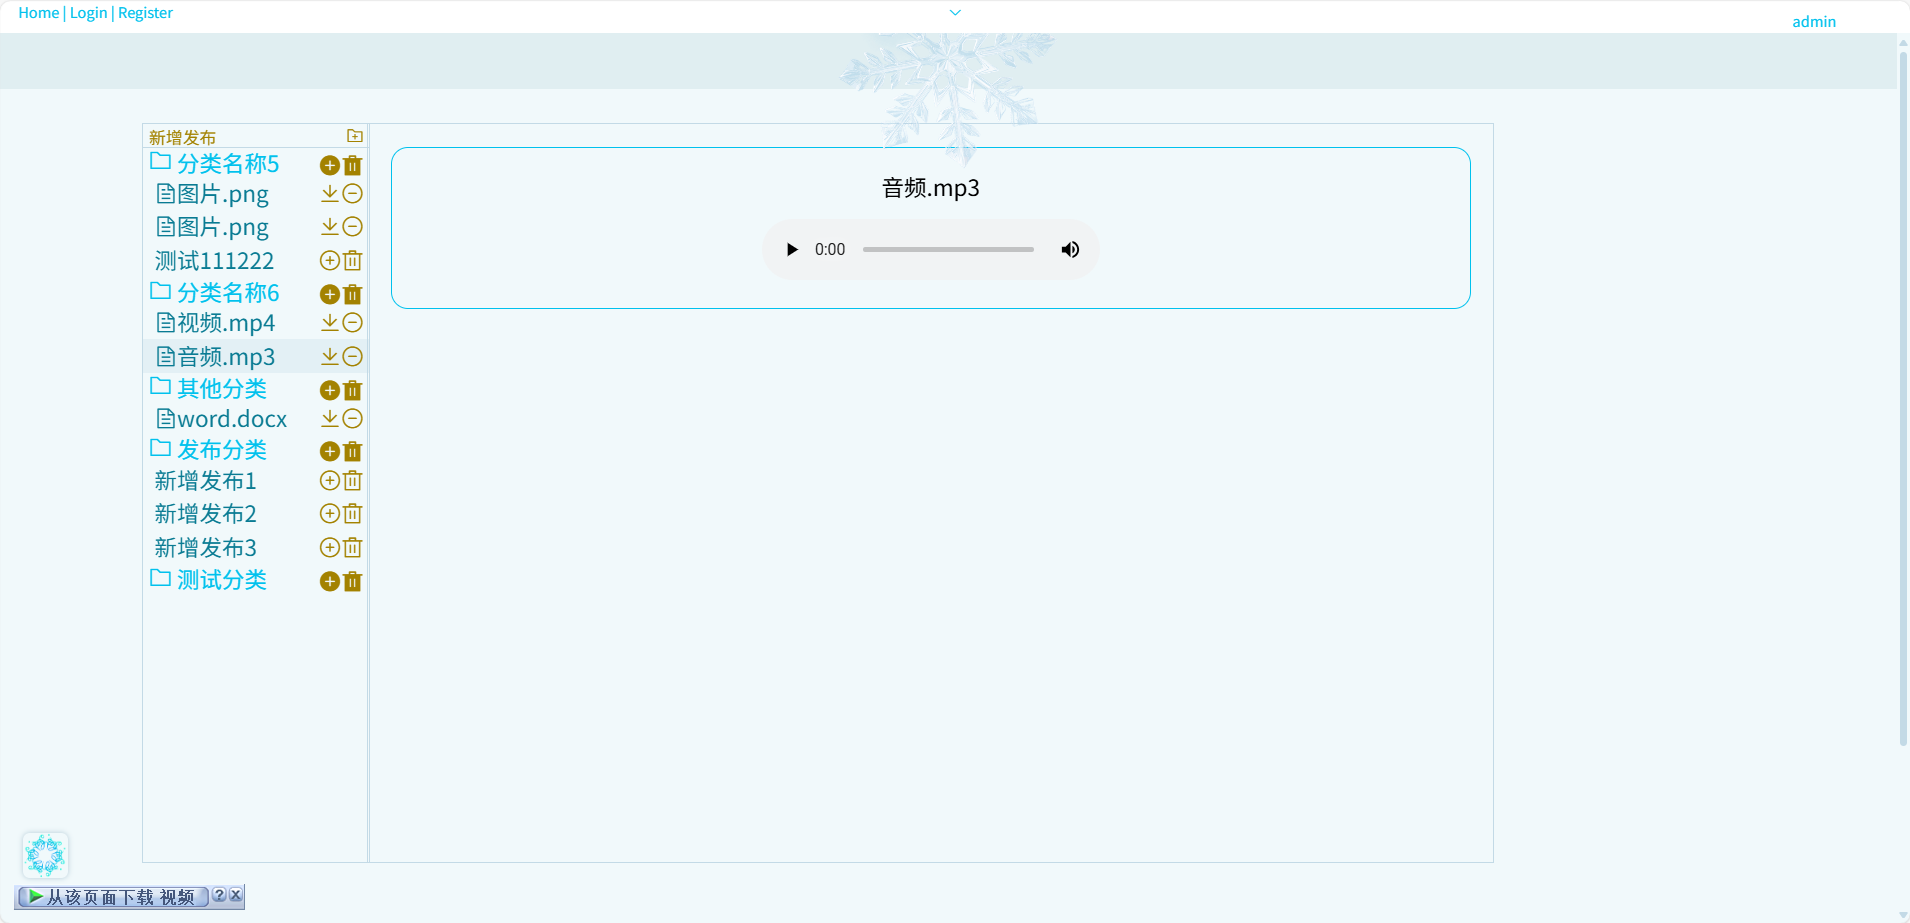 Home | Login | Register
admin
新增发布
分类名称5
图片.png
图片.png
测试111222
分类名称6
视频.mp4
音频.mp3
其他分类
word.docx
发布分类
新增发布1
新增发布2
新增发布3
测试分类
音频.mp3
0:00
从该页面下载 视频 ? X